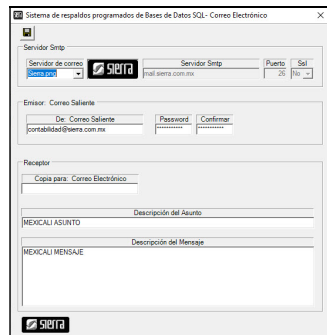 Sistema de respaldos programados de Bases de Datos SQL- Correo Electrónico
Servidor Smtp
Servidor de correo
Sierra.png
SIERRA
Servidor Smtp
mail.sierra.com.mx
Puerto
26
Ssl
No
Emisor: Correo Saliente
De: Correo Saliente
contabilidad@sierra.com.mx
Password
***********
Confirmar
***********
Receptor
Copia para: Correo Electrónico
Descripción del Asunto
MEXICALI ASUNTO
Descripción del Mensaje
MEXICALI MENSAJE
SIERRA